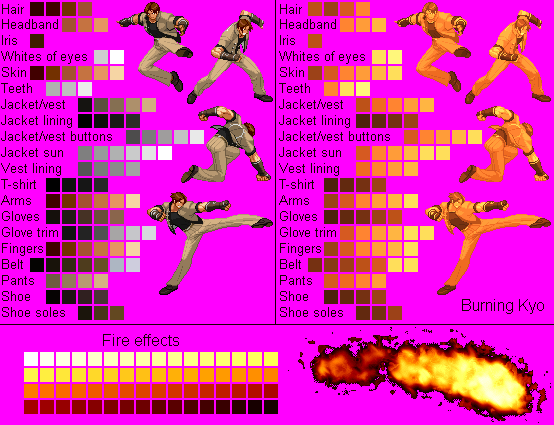 Hair
Headband
Iris
Whites of eyes
Skin
Teeth
Jacket/vest
Jacket lining
Jacket/vest buttons
Jacket sun
Vest lining
T-shirt
Arms
Gloves
Glove trim
Fingers
Belt
Pants
Shoe
Shoe soles
Hair
Headband
Iris
Whites of eyes
Skin
Teeth
Jacket/vest
Jacket lining
Jacket/vest buttons
Jacket sun
Vest lining
T-shirt
Arms
Gloves
Glove trim
Fingers
Belt
Pants
Shoe
Shoe soles
Burning Kyo
Fire effects